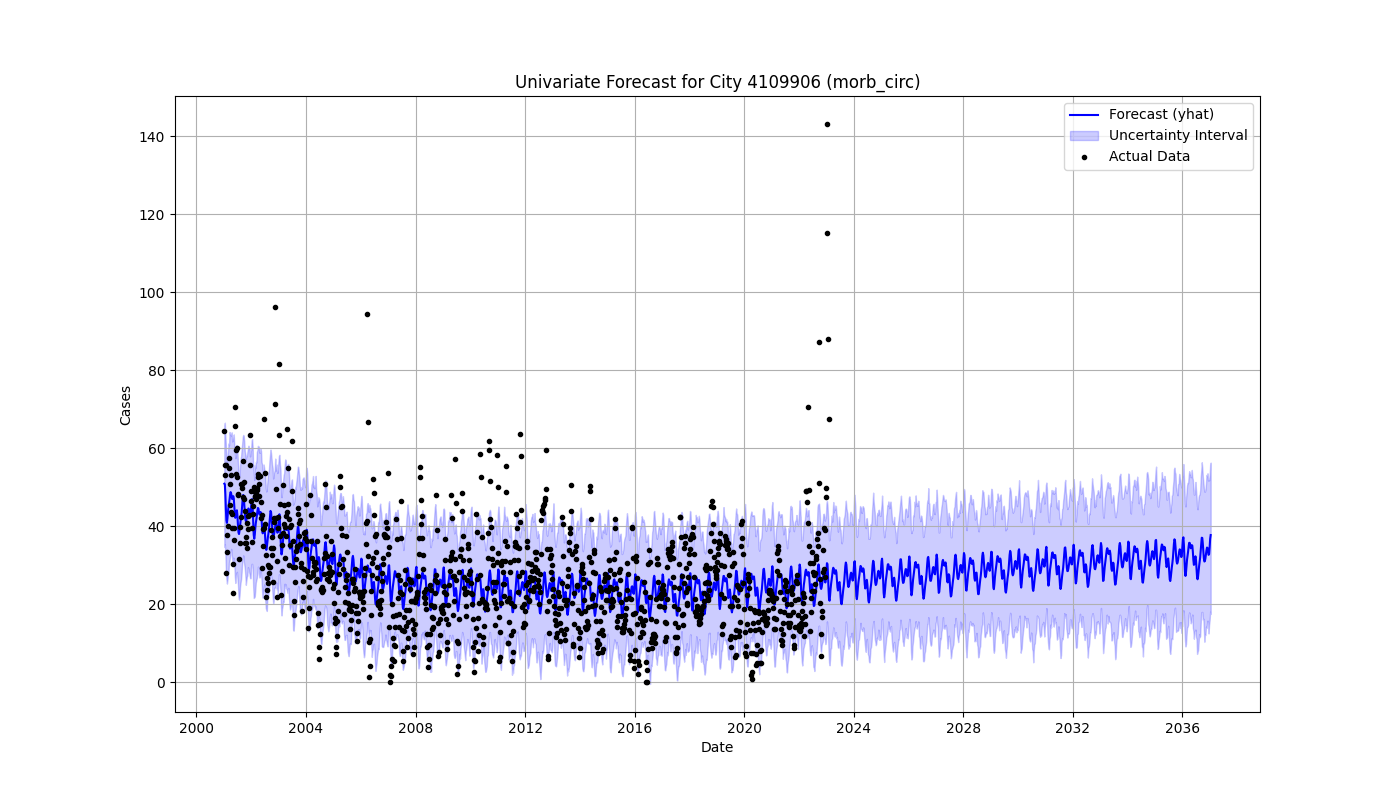 Univariate Forecast for City 4109906 (morb_circ)
Forecast (yhat)
Uncertainty Interval
Actual Data
140
120
100
80
60
40
20
0
Cases
2000 2004 2008 2012 2016 2020 2024 2028 2032 2036
Date